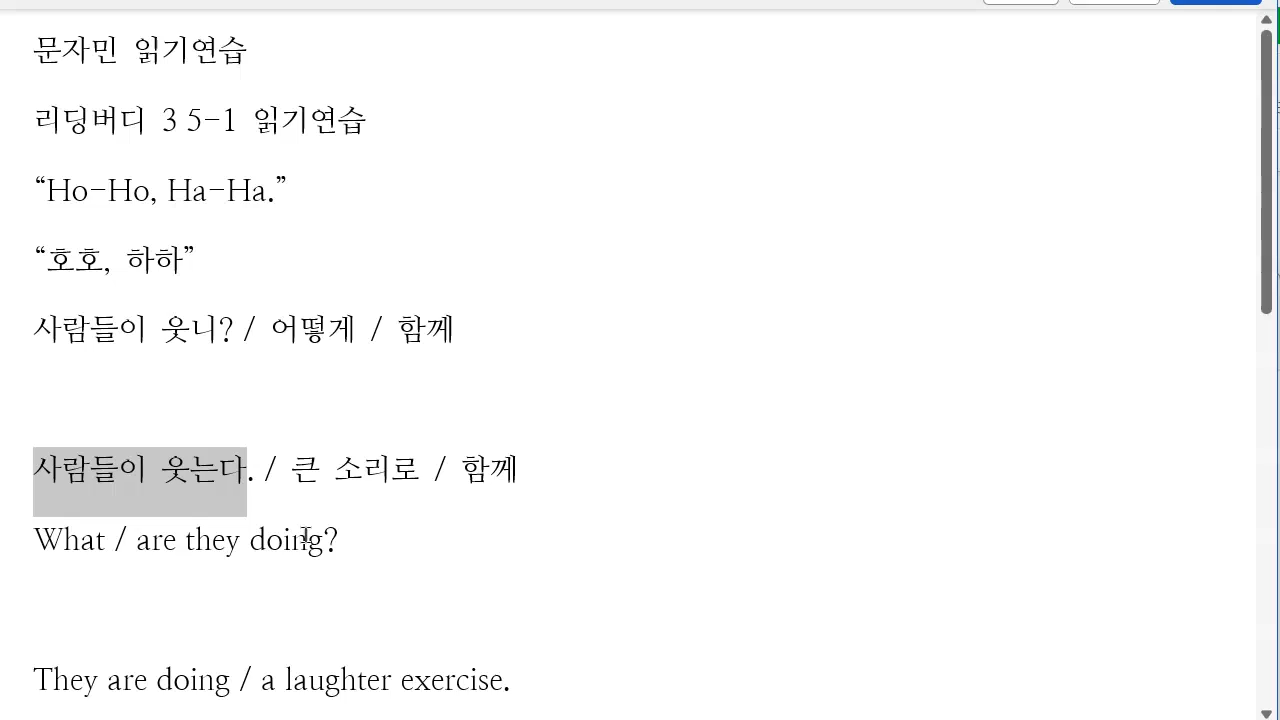 문자민 읽기연습
리딩버디 3 5-1 읽기연습
“Ho-Ho, Ha-Ha.”
“호호, 하하”
사람들이 웃니? / 어떻게 / 함께
사람들이 웃는다. / 큰 소리로 / 함께
What / are they doing?
They are doing / a laughter exercise.